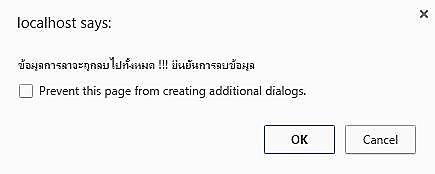 localhost says:
ข้อมูลการลาจะถูกลบไปทั้งหมด !!! ยืนยันการลบข้อมูล
Prevent this page from creating additional dialogs.
OK
Cancel